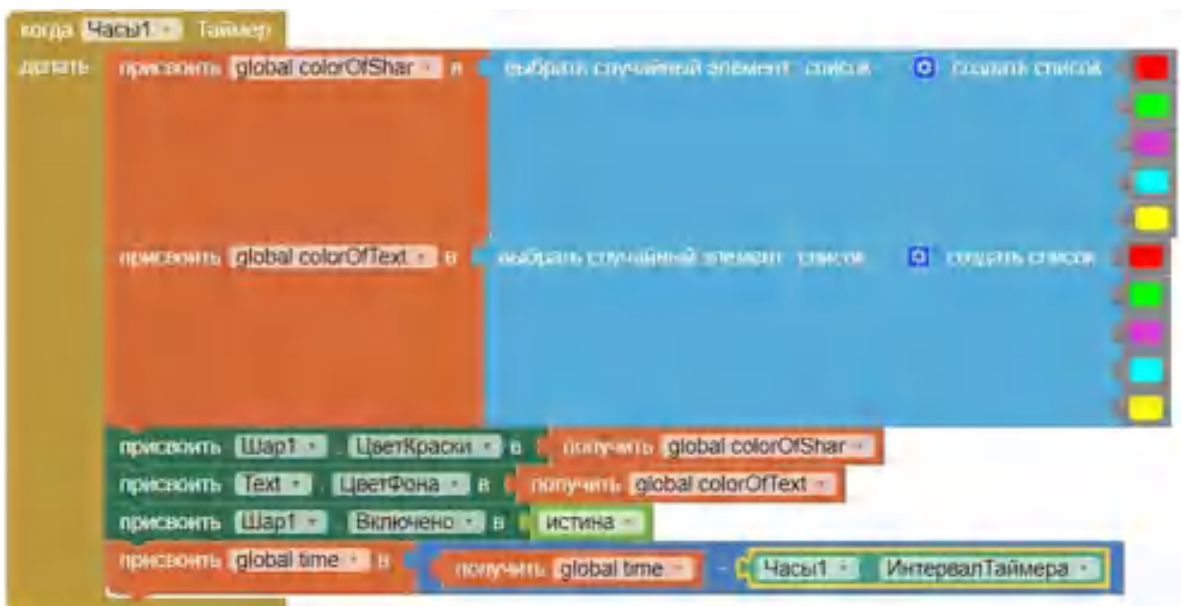 когда Часы1 Таймер
делать присвоить global colorOfShar в выбрать случайный элемент список создать список
присвоить global colorOfText в выбрать случайный элемент список создать список
присвоить Шар1 . ЦветКраски в получить global colorOfShar
присвоить Text . ЦветФона в получить global colorOfText
присвоить Шар1 . Включено в истина
присвоить global time в получить global time - Часы1 . ИнтервалТаймера